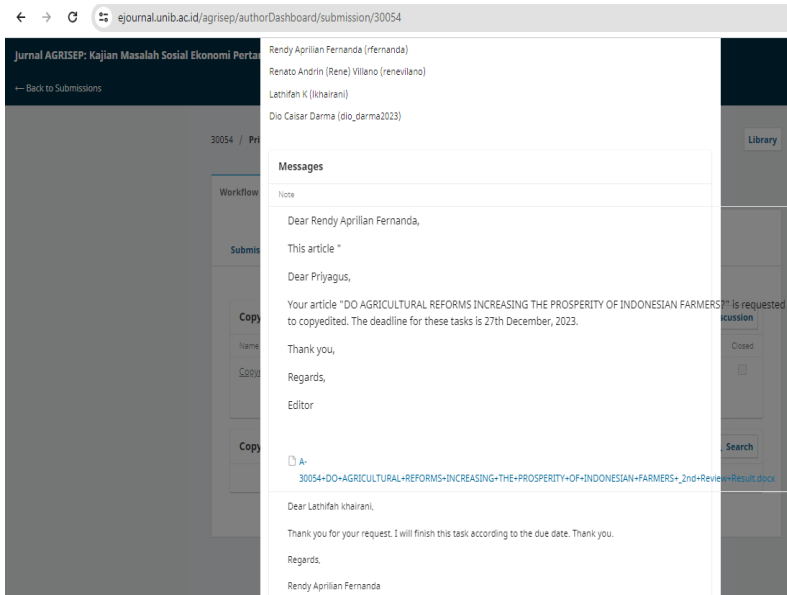 ejournal.unib.ac.id/agrisep/authorDashboard/submission/30054
Jurnal AGRISEP: Kajian Masalah Sosial Ekonomi Pertan
← Back to Submissions
Rendy Aprilian Fernanda (rfernanda)
Renato Andrin (Rene) Villano (renevilano)
Lathifah K (lkhairani)
Dio Caisar Darma (dio_darma2023)
30054 / Pri
Library
Workflow
Submis
Messages
Note
Dear Rendy Aprilian Fernanda,
This article "
Dear Priyagus,
Your article "DO AGRICULTURAL REFORMS INCREASING THE PROSPERITY OF INDONESIAN FARMERS?" is requested
to copyedited. The deadline for these tasks is 27th December, 2023.
Thank you,
Regards,
Editor
Copy
scussion
Name
Closed
Copyr
Copy
Search
A-
30054+DO+AGRICULTURAL+REFORMS+INCREASING+THE+PROSPERITY+OF+INDONESIAN+FARMERS+_2nd+Review+Result.docx
Dear Lathifah khairani,
Thank you for your request. I will finish this task according to the due date. Thank you.
Regards,
Rendy Aprilian Fernanda